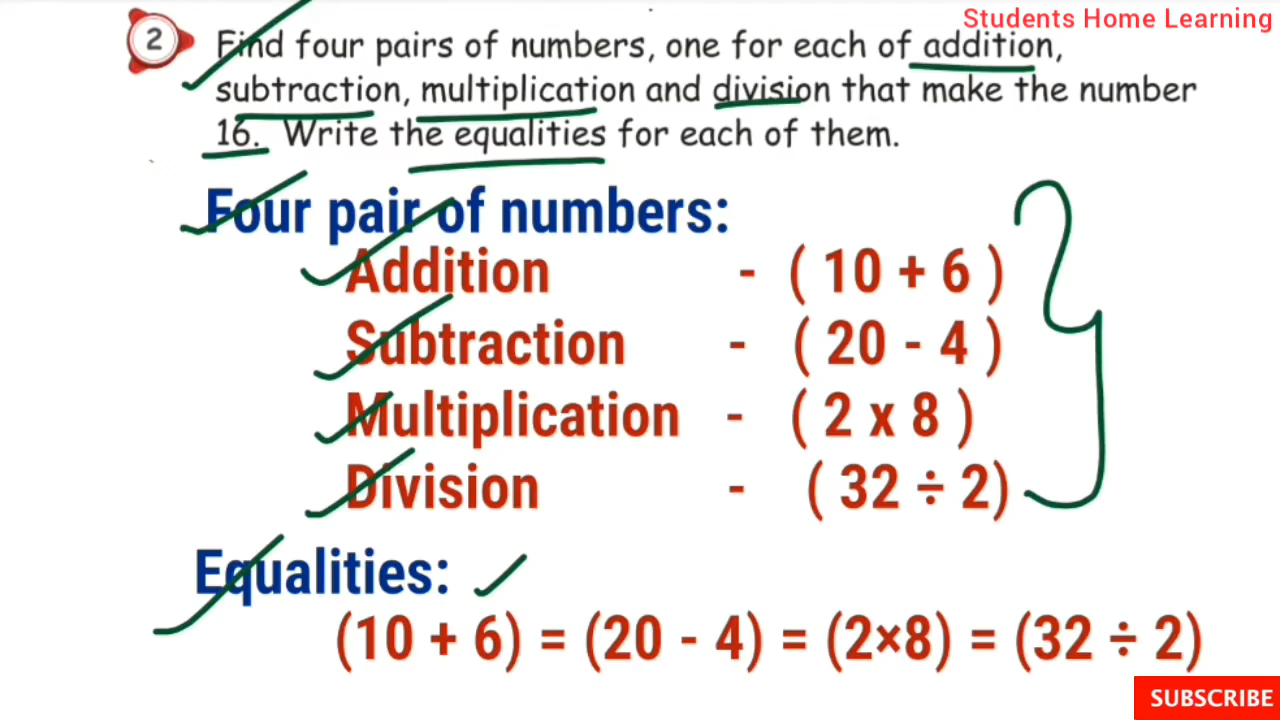 Students Home Learning
2 Find four pairs of numbers, one for each of addition,
subtraction, multiplication and division that make the number
16. Write the equalities for each of them.
Four pair of numbers:
Addition - ( 10 + 6 )
Subtraction - ( 20 - 4 )
Multiplication - ( 2 x 8 )
Division - ( 32 ÷ 2)
Equalities:
(10 + 6) = (20 - 4) = (2×8) = (32 ÷ 2)
SUBSCRIBE